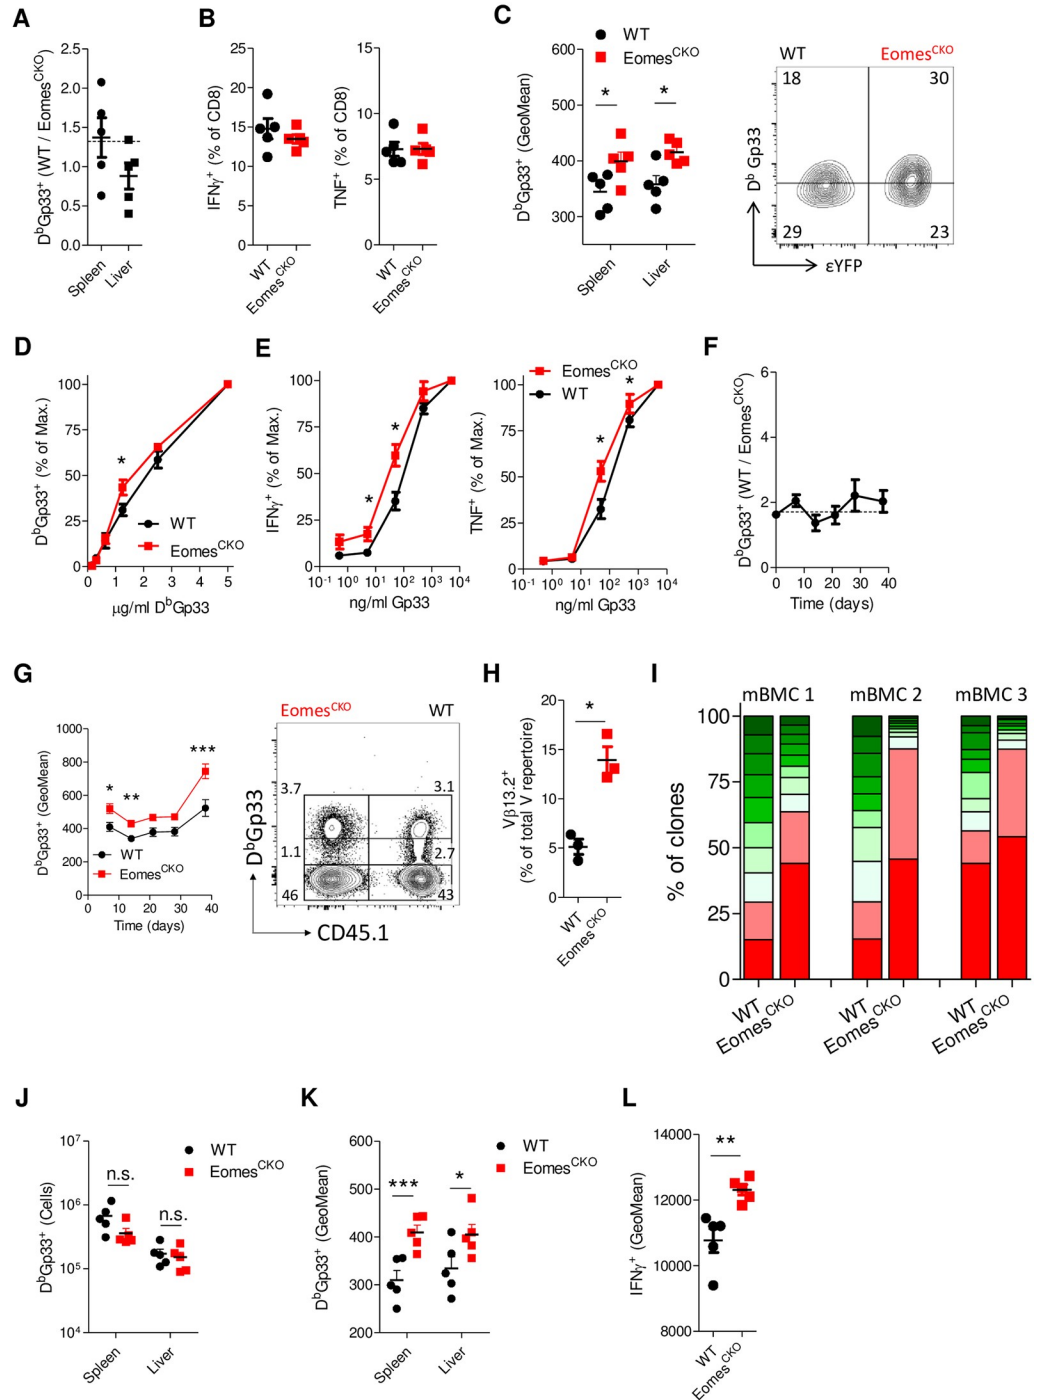 A
DᵇGp33⁺ (WT / Eomesᶜᴷᴼ)
2.5
2.0
1.5
1.0
0.5
0.0
Spleen
Liver
B
IFNγ⁺ (% of CD8)
25
20
15
10
5
0
WT
Eomesᶜᴷᴼ
TNF⁺ (% of CD8)
15
10
5
0
WT
Eomesᶜᴷᴼ
C
WT
Eomesᶜᴷᴼ
DᵇGp33⁺ (GeoMean)
600
500
400
300
*
*
Spleen
Liver
WT
Eomesᶜᴷᴼ
18
30
29
23
Dᵇ Gp33
εYFP
D
DᵇGp33⁺ (% of Max.)
100
75
50
25
0
*
WT
Eomesᶜᴷᴼ
0 1 2 3 4 5
μg/ml DᵇGp33
E
IFNγ⁺ (% of Max.)
100
75
50
25
0
*
*
10⁻¹ 10⁰ 10¹ 10² 10³ 10⁴
ng/ml Gp33
Eomesᶜᴷᴼ
WT
TNF⁺ (% of Max.)
100
75
50
25
0
*
*
10⁻¹ 10⁰ 10¹ 10² 10³ 10⁴
ng/ml Gp33
F
DᵇGp33⁺ (WT / Eomesᶜᴷᴼ)
6
4
2
0
0 10 20 30 40
Time (days)
G
DᵇGp33⁺ (GeoMean)
1000
800
600
400
200
0
*
**
***
WT
Eomesᶜᴷᴼ
0 10 20 30 40
Time (days)
Eomesᶜᴷᴼ
WT
3.7
3.1
1.1
2.7
46
43
DᵇGp33
CD45.1
H
Vβ13.2⁺
(% of total V repertoire)
20
15
10
5
0
*
WT
Eomesᶜᴷᴼ
I
mBMC 1 mBMC 2 mBMC 3
% of clones
100
75
50
25
0
WT
Eomesᶜᴷᴼ
WT
Eomesᶜᴷᴼ
WT
Eomesᶜᴷᴼ
J
DᵇGp33⁺ (Cells)
10⁷
10⁶
10⁵
10⁴
n.s.
n.s.
WT
Eomesᶜᴷᴼ
Spleen
Liver
K
DᵇGp33⁺ (GeoMean)
600
500
400
300
200
***
*
WT
Eomesᶜᴷᴼ
Spleen
Liver
L
IFNγ⁺ (GeoMean)
14000
12000
10000
8000
**
WT
Eomesᶜᴷᴼ